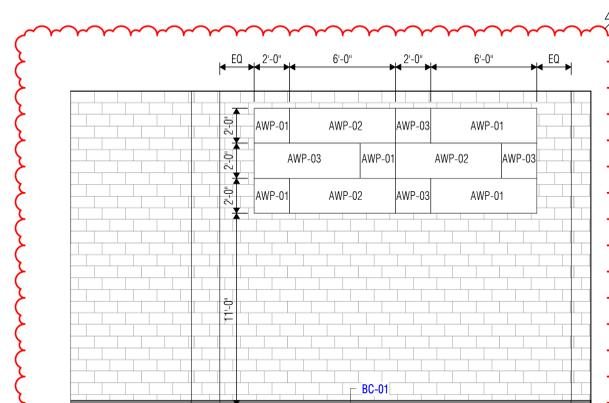 EQ 2'-0" 6'-0" 2'-0" 6'-0" EQ
2'-0" AWP-01 AWP-02 AWP-03 AWP-01
2'-0" AWP-03 AWP-01 AWP-02 AWP-03
2'-0" AWP-01 AWP-02 AWP-03 AWP-01
11'-0"
BC-01